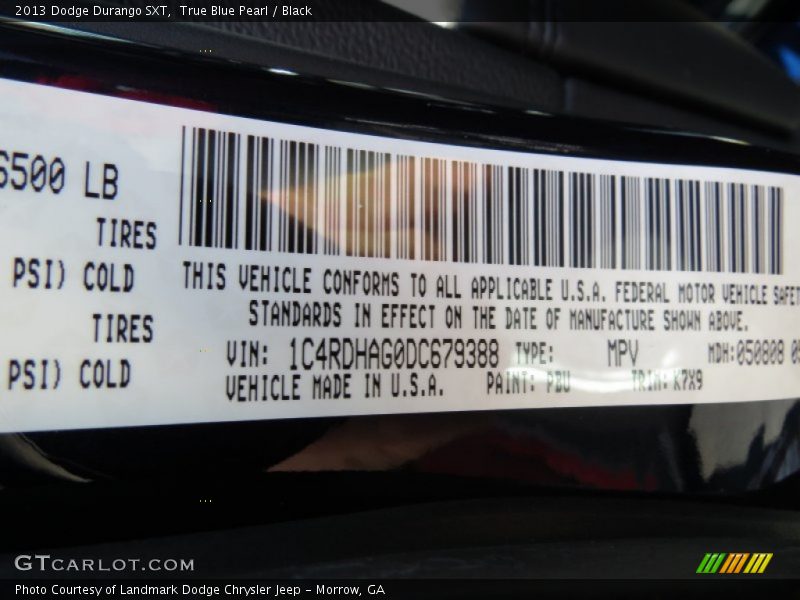 2013 Dodge Durango SXT, True Blue Pearl / Black
6500 LB
TIRES
PSI) COLD
TIRES
PSI) COLD
THIS VEHICLE CONFORMS TO ALL APPLICABLE U.S.A. FEDERAL MOTOR VEHICLE SAFET
STANDARDS IN EFFECT ON THE DATE OF MANUFACTURE SHOWN ABOVE.
VIN: 1C4RDHAG0DC679388 TYPE: MPV MDH:050808 0
VEHICLE MADE IN U.S.A. PAINT: PBU TRIM: K7X9
GTCARLOT.COM
Photo Courtesy of Landmark Dodge Chrysler Jeep - Morrow, GA